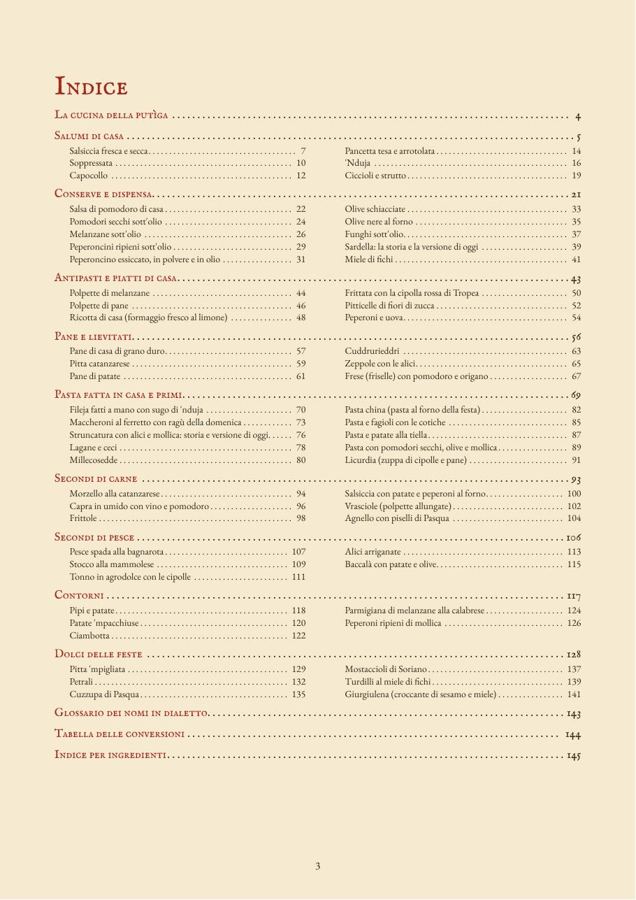 Indice
La cucina della putìga 4
Salumi di casa 5
Salsiccia fresca e secca 7
Soppressata 10
Capocollo 12
Pancetta tesa e arrotolata 14
'Nduja 16
Ciccioli e strutto 19
Conserve e dispensa 21
Salsa di pomodoro di casa 22
Pomodori secchi sott'olio 24
Melanzane sott'olio 26
Peperoncini ripieni sott'olio 29
Peperoncino essiccato, in polvere e in olio 31
Olive schiacciate 33
Olive nere al forno 35
Funghi sott'olio 37
Sardella: la storia e la versione di oggi 39
Miele di fichi 41
Antipasti e piatti di casa 43
Polpette di melanzane 44
Polpette di pane 46
Ricotta di casa (formaggio fresco al limone) 48
Frittata con la cipolla rossa di Tropea 50
Pitticelle di fiori di zucca 52
Peperoni e uova 54
Pane e lievitati 56
Pane di casa di grano duro 57
Pitta catanzarese 59
Pane di patate 61
Cuddrurieddri 63
Zeppole con le alici 65
Frese (friselle) con pomodoro e origano 67
Pasta fatta in casa e primi 69
Fileja fatti a mano con sugo di 'nduja 70
Maccheroni al ferretto con ragù della domenica 73
Struncatura con alici e mollica: storia e versione di oggi 76
Lagane e ceci 78
Millecosedde 80
Pasta china (pasta al forno della festa) 82
Pasta e fagioli con le cotiche 85
Pasta e patate alla tiella 87
Pasta con pomodori secchi, olive e mollica 89
Licurdia (zuppa di cipolle e pane) 91
Secondi di carne 93
Morzello alla catanzarese 94
Capra in umido con vino e pomodoro 96
Frittole 98
Salsiccia con patate e peperoni al forno 100
Vrasciole (polpette allungate) 102
Agnello con piselli di Pasqua 104
Secondi di pesce 106
Pesce spada alla bagnarota 107
Stocco alla mammolese 109
Tonno in agrodolce con le cipolle 111
Alici arriganate 113
Baccalà con patate e olive 115
Contorni 117
Pipi e patate 118
Patate 'mpacchiuse 120
Ciambotta 122
Parmigiana di melanzane alla calabrese 124
Peperoni ripieni di mollica 126
Dolci delle feste 128
Pitta 'mpigliata 129
Petrali 132
Cuzzupa di Pasqua 135
Mostaccioli di Soriano 137
Turdilli al miele di fichi 139
Giurgiulena (croccante di sesamo e miele) 141
Glossario dei nomi in dialetto 143
Tabella delle conversioni 144
Indice per ingredienti 145
3